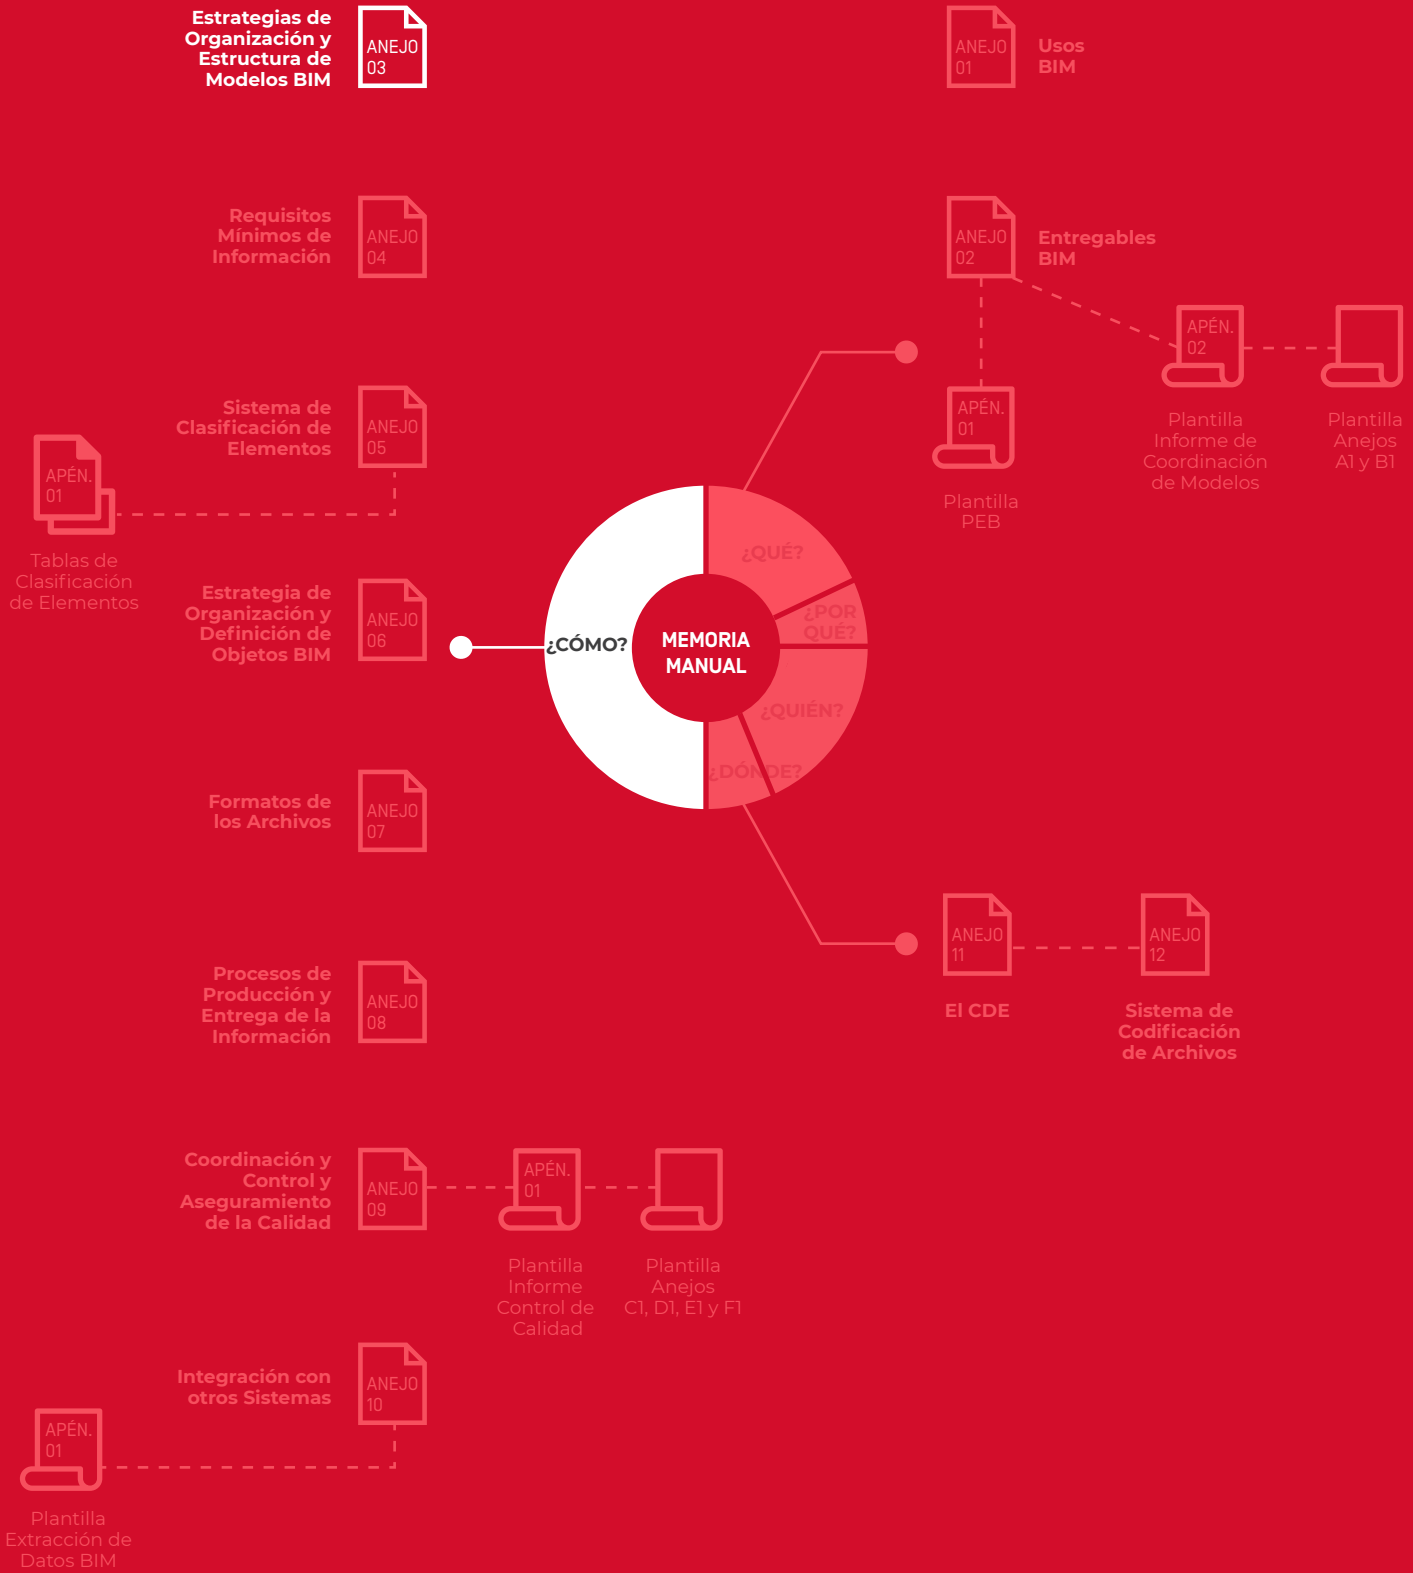 Estrategias de
Organización y
Estructura de
Modelos BIM
ANEJO
03
Requisitos
Mínimos de
Información
ANEJO
04
Sistema de
Clasificación de
Elementos
ANEJO
05
APÉN.
01
Tablas de
Clasificación
de Elementos
Estrategia de
Organización y
Definición de
Objetos BIM
ANEJO
06
Formatos de
los Archivos
ANEJO
07
Procesos de
Producción y
Entrega de la
Información
ANEJO
08
Coordinación y
Control y
Aseguramiento
de la Calidad
ANEJO
09
APÉN.
01
Plantilla
Informe
Control de
Calidad
Plantilla
Anejos
C1, D1, E1 y F1
Integración con
otros Sistemas
ANEJO
10
APÉN.
01
Plantilla
Extracción de
Datos BIM
¿CÓMO?
MEMORIA
MANUAL
¿QUÉ?
¿POR
QUÉ?
¿QUIÉN?
¿DÓNDE?
ANEJO
01
Usos
BIM
ANEJO
02
Entregables
BIM
APÉN.
01
Plantilla
PEB
APÉN.
02
Plantilla
Informe de
Coordinación
de Modelos
Plantilla
Anejos
A1 y B1
ANEJO
11
El CDE
ANEJO
12
Sistema de
Codificación
de Archivos